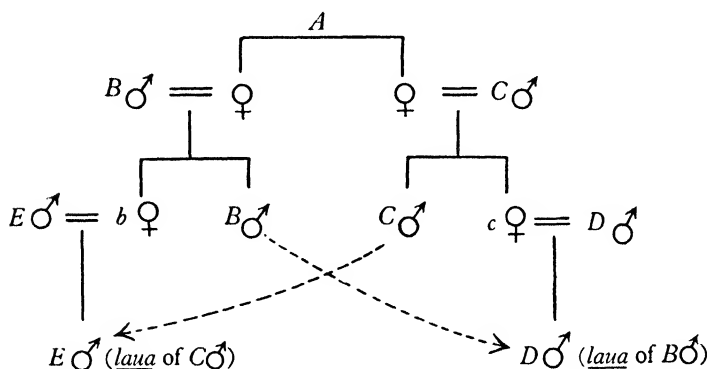 A
B♂ = ♀ ♀ = C♂
E♂ = b ♀ B♂ C♂ c ♀ = D♂
E♂ (laua of C♂) D♂ (laua of B♂)